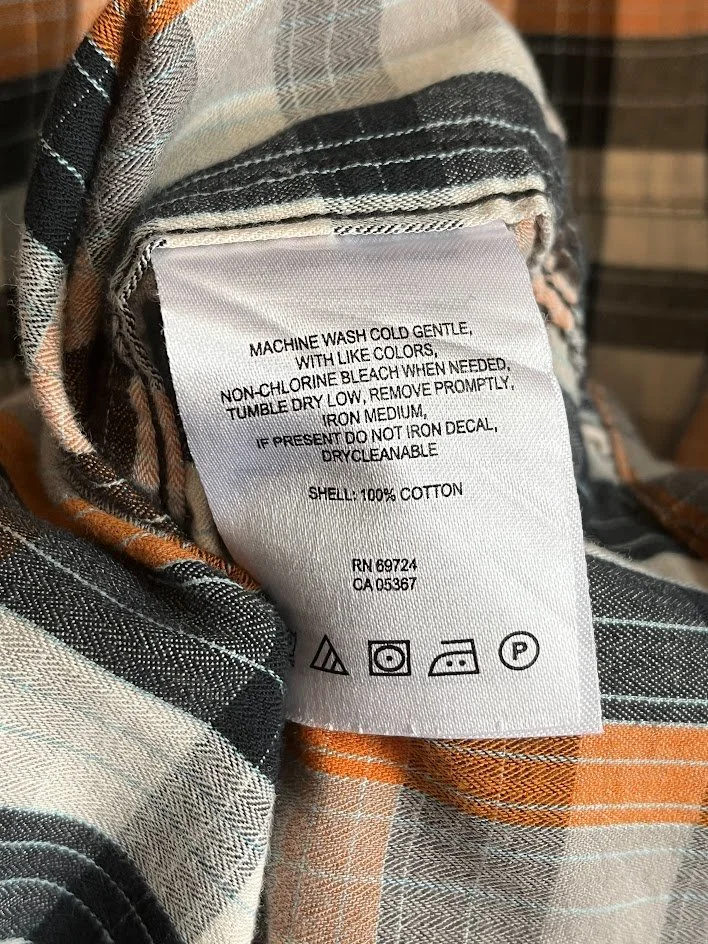 MACHINE WASH COLD GENTLE,
WITH LIKE COLORS,
NON-CHLORINE BLEACH WHEN NEEDED,
TUMBLE DRY LOW, REMOVE PROMPTLY,
IRON MEDIUM,
IF PRESENT DO NOT IRON DECAL,
DRYCLEANABLE
SHELL: 100% COTTON
RN 69724
CA 05367
P